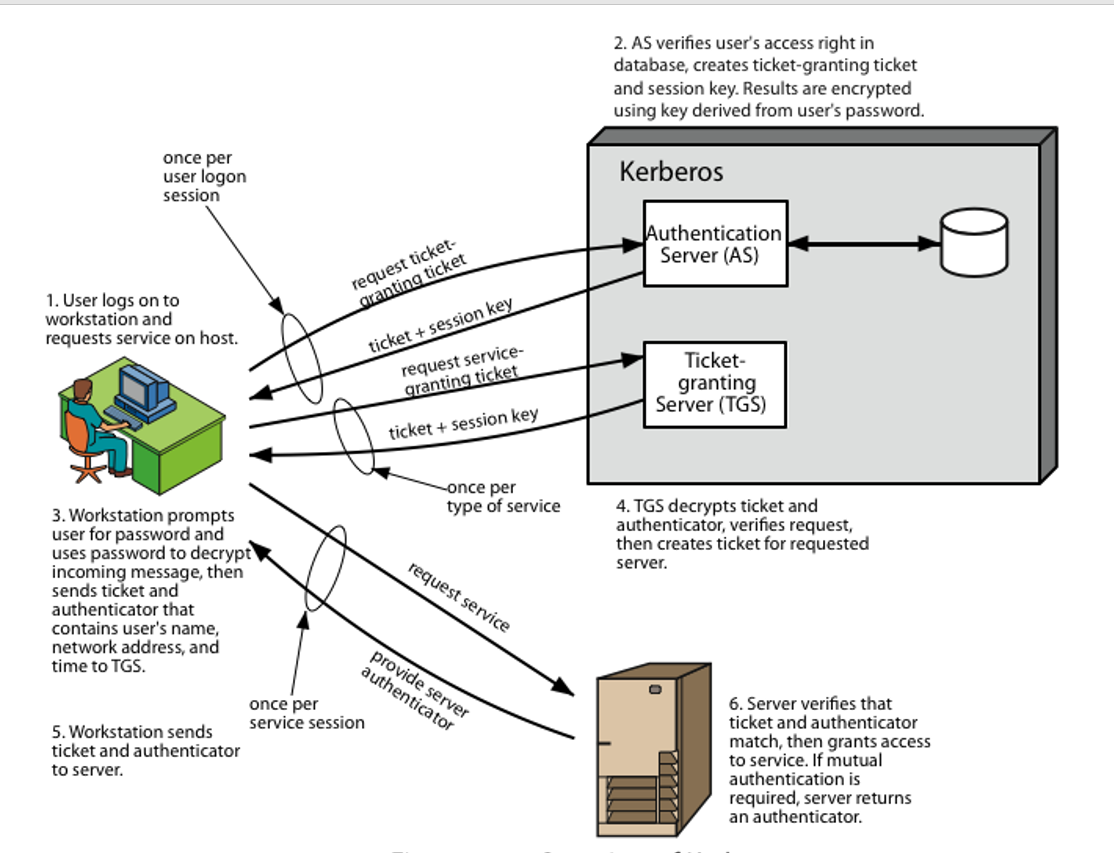 2. AS verifies user's access right in
database, creates ticket-granting ticket
and session key. Results are encrypted
using key derived from user's password.
once per
user logon
session
Kerberos
Authentication
Server (AS)
request ticket-
granting ticket
1. User logs on to
workstation and
requests service on host.
ticket + session key
request service-
granting ticket
Ticket-
granting
Server (TGS)
ticket + session key
once per
type of service
3. Workstation prompts
user for password and
uses password to decrypt
incoming message, then
sends ticket and
authenticator that
contains user's name,
network address, and
time to TGS.
4. TGS decrypts ticket and
authenticator, verifies request,
then creates ticket for requested
server.
request service
provide server
authenticator
once per
service session
5. Workstation sends
ticket and authenticator
to server.
6. Server verifies that
ticket and authenticator
match, then grants access
to service. If mutual
authentication is
required, server returns
an authenticator.